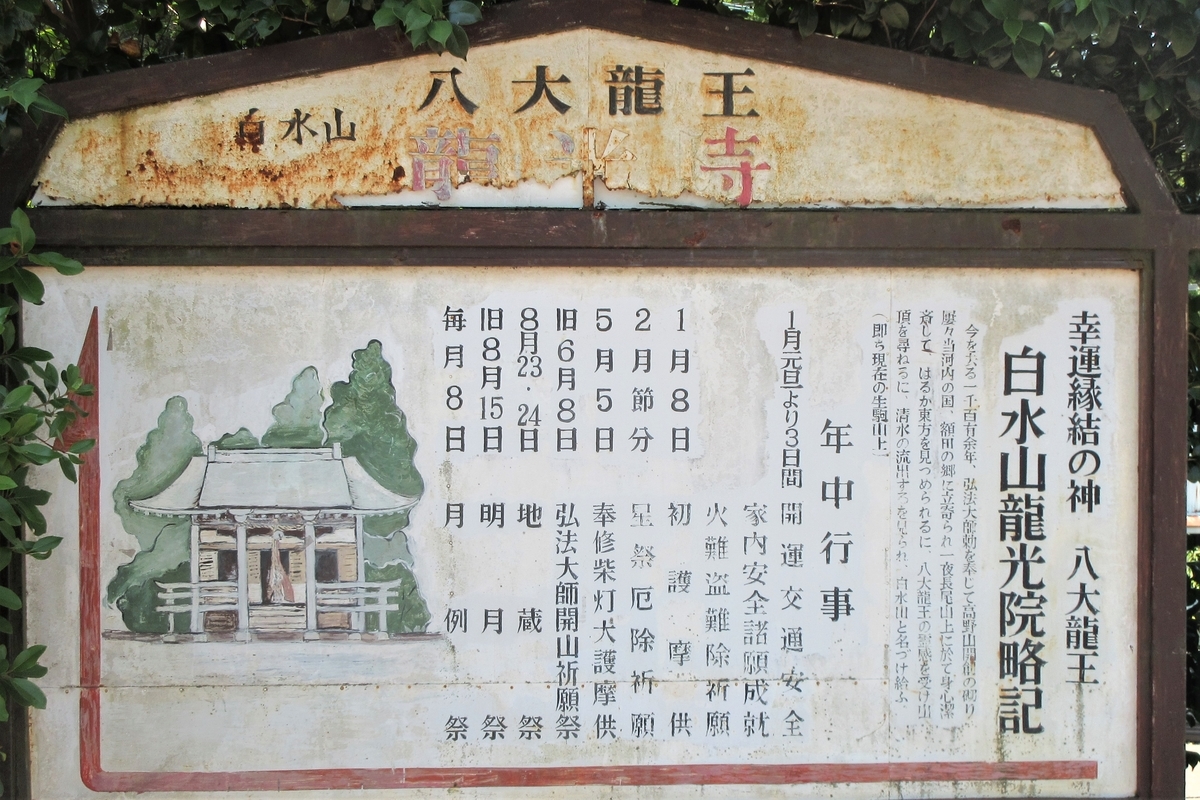 八大龍王
白水山
龍光寺
幸運縁結の神 八大龍王
白水山龍光院略記
今を去る一千百有余年、弘法大師勅を奉じて高野山開創の砌り
屡々当河内の国、額田の郷に立寄られ一夜長尾山上に於て身心潔
斎して、はるか東方を見つめられるに、八大龍王の霊感を受け山
頂を尋ねるに、清水の流出するを見られ、白水山と名づけ給ふ
(即ち現在の生駒山上
年中行事
1月元旦より3日間 開運交通安全
家内安全諸願成就
火難盗難除祈願
1月8日 初護摩供
2月節分 星祭厄除祈願
5月5日 奉修柴灯大護摩供
旧6月8日 弘法大師開山祈願祭
8月23・24日 地蔵祭
旧8月15日 明月祭
毎月8日 月例祭